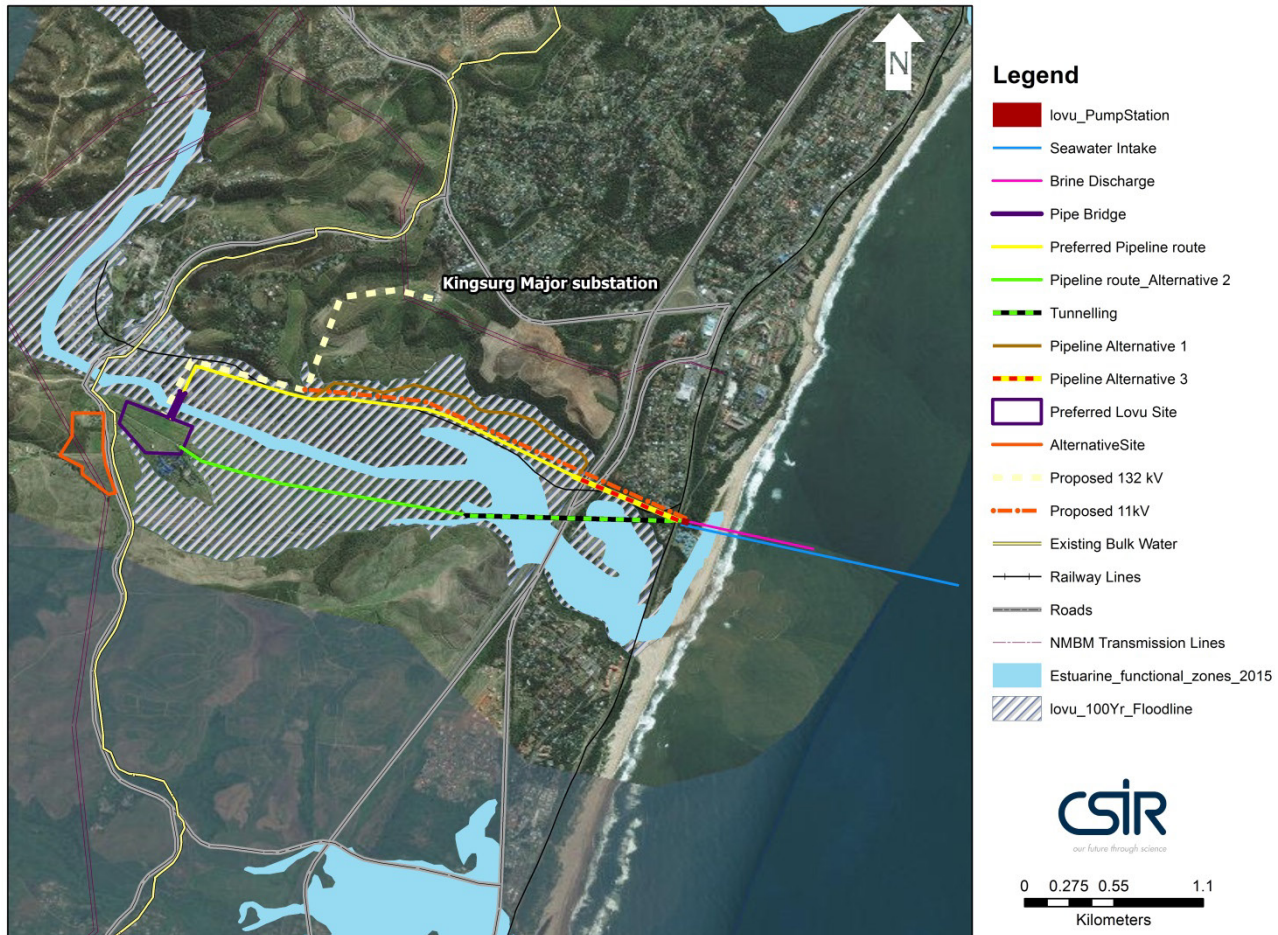 N
Kingsurg Major substation
Legend
Iovu_PumpStation
Seawater Intake
Brine Discharge
Pipe Bridge
Preferred Pipeline route
Pipeline route_Alternative 2
Tunnelling
Pipeline Alternative 1
Pipeline Alternative 3
Preferred Lovu Site
AlternativeSite
Proposed 132 kV
Proposed 11kV
Existing Bulk Water
Railway Lines
Roads
NMBM Transmission Lines
Estuarine_functional_zones_2015
Iovu_100Yr_Floodline
CSIR
our future through science
0 0.275 0.55 1.1
Kilometers